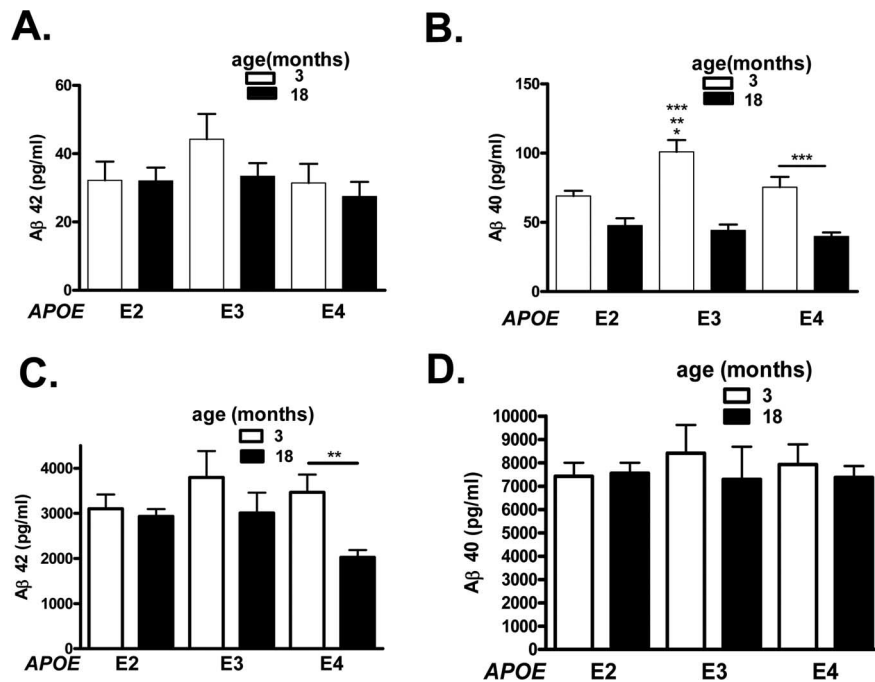 A.
age(months)
3
18
60
40
20
0
Aβ 42 (pg/ml)
APOE E2 E3 E4
B.
age(months)
3
18
150
100
50
0
Aβ 40 (pg/ml)
***
**
*
***
APOE E2 E3 E4
C.
age (months)
3
18
4000
3000
2000
1000
0
Aβ 42 (pg/ml)
**
APOE E2 E3 E4
D.
age (months)
3
18
10000
9000
8000
7000
6000
5000
4000
3000
2000
1000
0
Aβ 40 (pg/ml)
APOE E2 E3 E4